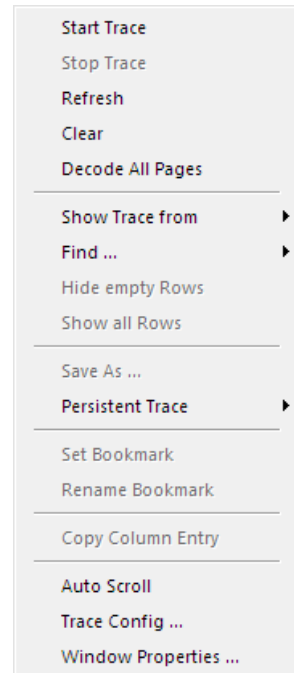 Start Trace
Stop Trace
Refresh
Clear
Decode All Pages
Show Trace from
Find ...
Hide empty Rows
Show all Rows
Save As ...
Persistent Trace
Set Bookmark
Rename Bookmark
Copy Column Entry
Auto Scroll
Trace Config ...
Window Properties ...